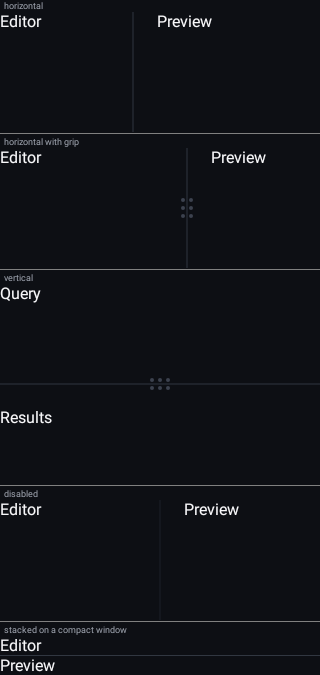 horizontal
Editor Preview
horizontal with grip
Editor Preview
vertical
Query
Results
disabled
Editor Preview
stacked on a compact window
Editor
Preview